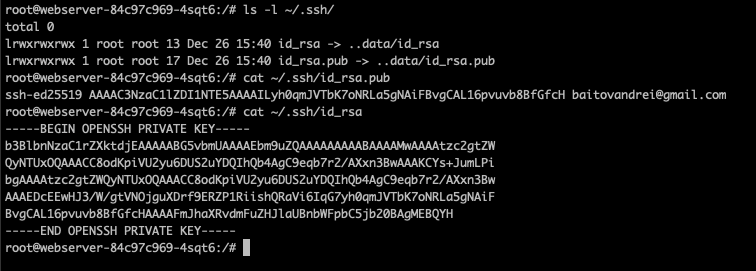 root@webserver-84c97c969-4sqt6:/# ls -l ~/.ssh/
total 0
lrwxrwxrwx 1 root root 13 Dec 26 15:40 id_rsa -> ..data/id_rsa
lrwxrwxrwx 1 root root 17 Dec 26 15:40 id_rsa.pub -> ..data/id_rsa.pub
root@webserver-84c97c969-4sqt6:/# cat ~/.ssh/id_rsa.pub
ssh-ed25519 AAAAC3NzaC1lZDI1NTE5AAAAILyh0qmJVTbK7oNRLa5gNAiFBvgCAL16pvuvb8BfGfcH baitovandrei@gmail.com
root@webserver-84c97c969-4sqt6:/# cat ~/.ssh/id_rsa
-----BEGIN OPENSSH PRIVATE KEY-----
b3BlbnNzaC1rZXktdjEAAAAABG5vbmUAAAAEbm9uZQAAAAAAAAABAAAAMwAAAAtzc2gtZW
QyNTUxOQAAACC8odKpiVU2yu6DUS2uYDQIhQb4AgC9eqb7r2/AXxn3BwAAAKCYs+JumLPi
bgAAAAtzc2gtZWQyNTUxOQAAACC8odKpiVU2yu6DUS2uYDQIhQb4AgC9eqb7r2/AXxn3Bw
AAAEDcEEwHJ3/W/gtVNOjguXDrf9ERZP1RiishQRaVi6IqG7yh0qmJVTbK7oNRLa5gNAiF
BvgCAL16pvuvb8BfGfcHAAAAFmJhaXRvdmFuZHJlaUBnbWFpbC5jb20BAgMEBQYH
-----END OPENSSH PRIVATE KEY-----
root@webserver-84c97c969-4sqt6:/#